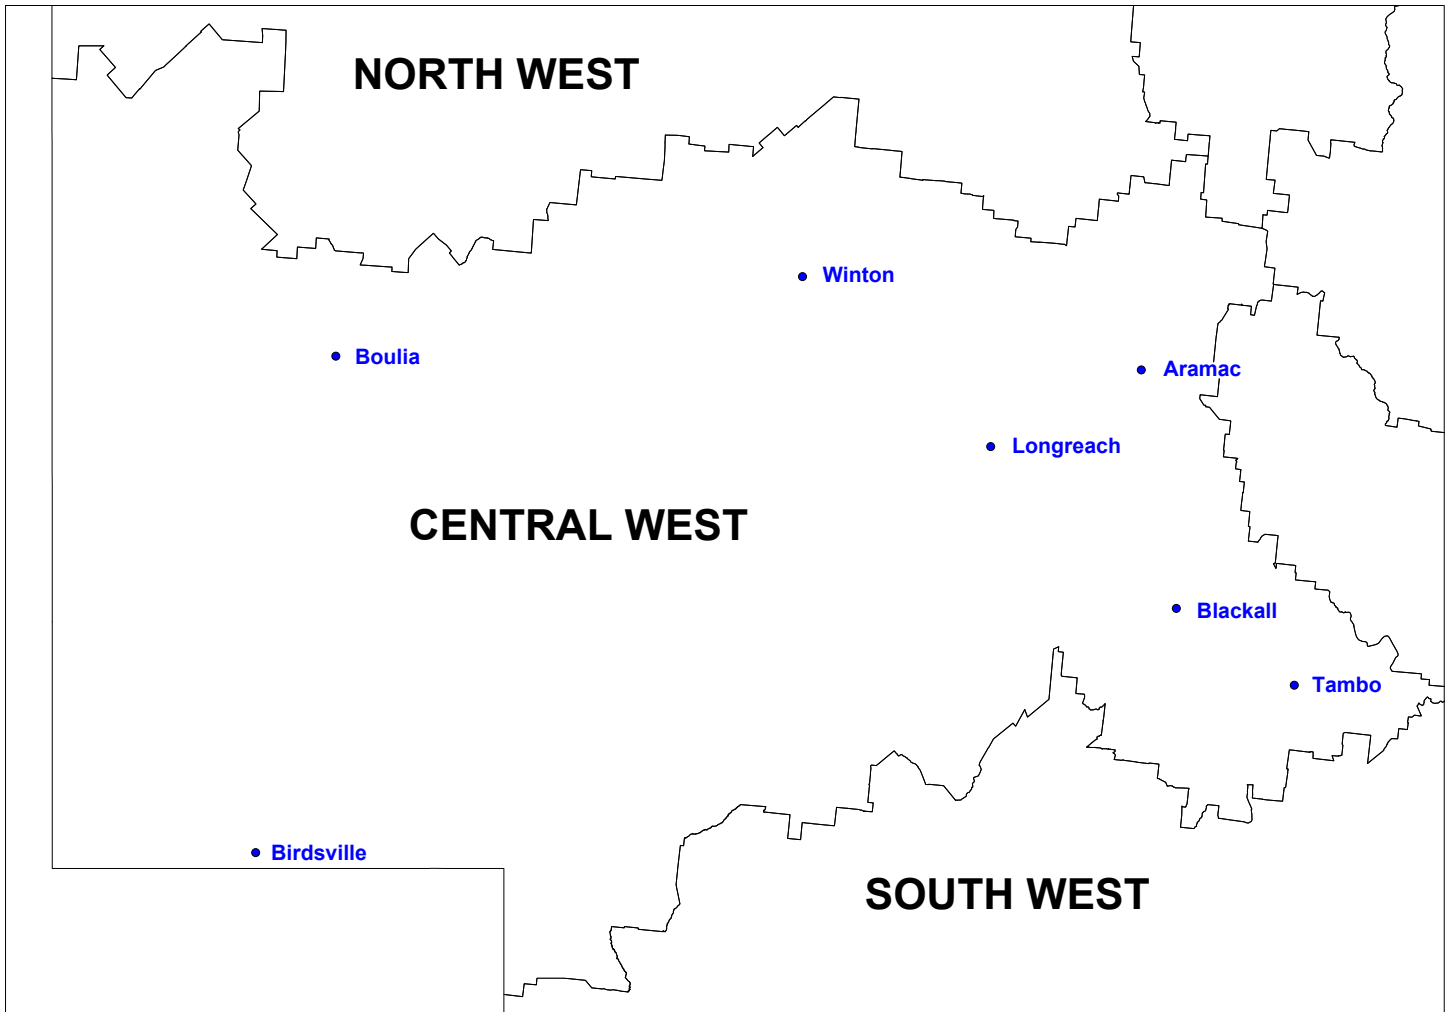 NORTH WEST
Winton
Boulia
Aramac
Longreach
CENTRAL WEST
Blackall
Tambo
Birdsville
SOUTH WEST